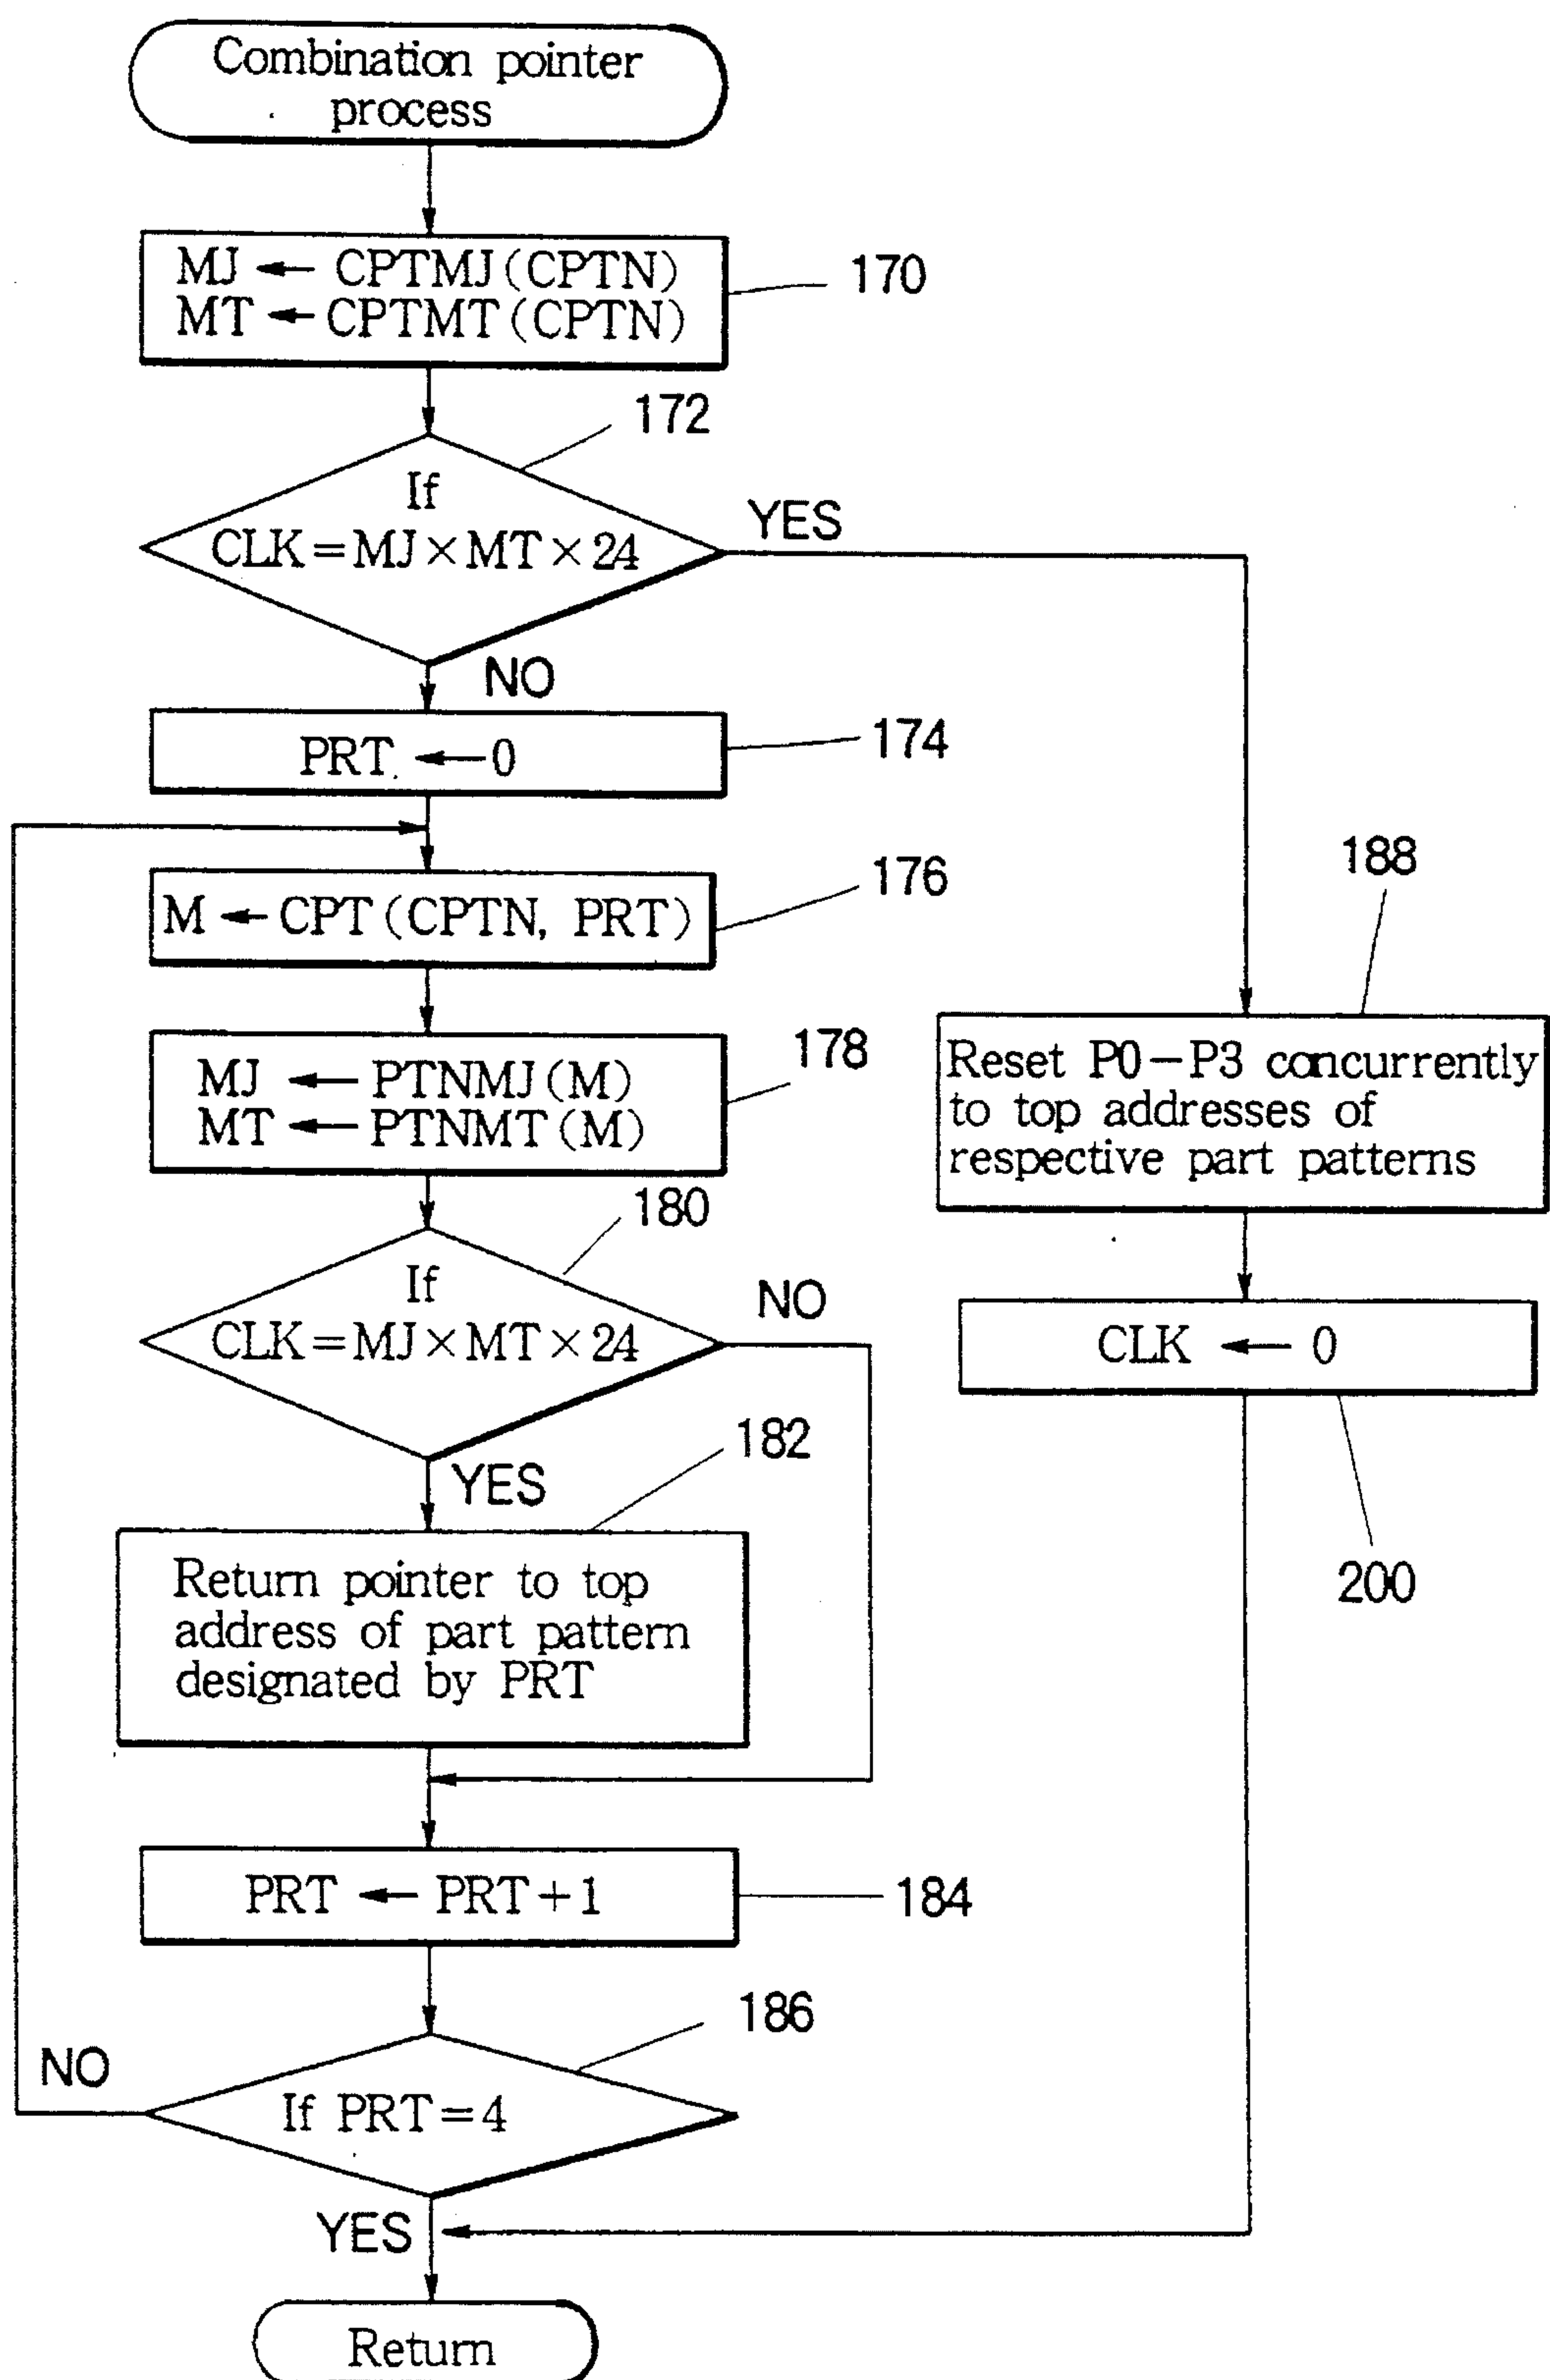 Combination pointer
process
MJ ← CPTMJ(CPTN)
MT ← CPTMT(CPTN)
170
172
If
CLK=MJ×MT×24
YES
NO
PRT ←0
174
M ← CPT(CPTN, PRT)
176
MJ ← PTNMJ(M)
MT ← PTNMT(M)
178
180
If
CLK=MJ×MT×24
NO
YES
182
Return pointer to top
address of part pattern
designated by PRT
PRT ← PRT+1
184
186
If PRT=4
NO
YES
Return
188
Reset P0–P3 concurrently
to top addresses of
respective part patterns
CLK ← 0
200